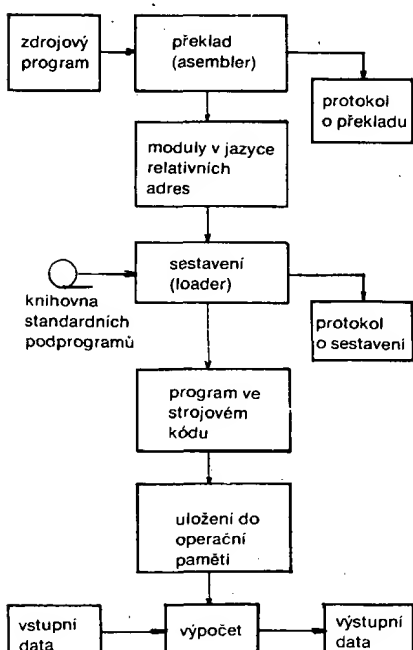 zdrojový
program
překlad
(asembler)
protokol
o překladu
moduly v jazyce
relativních
adres
sestavení
(loader)
knihovna
standardních
podprogramů
protokol
o sestavení
program ve
strojovém
kódu
uložení do
operační
paměti
vstupní
data
výpočet
výstupní
data